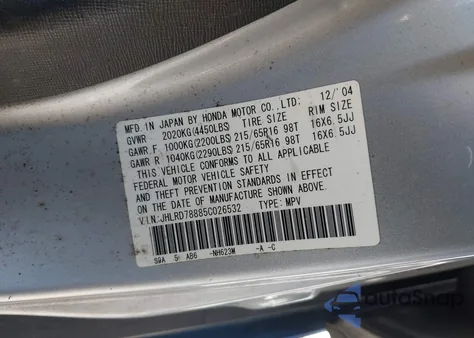 MFD. IN JAPAN BY HONDA MOTOR CO., LTD: 12/'04
GVWR 2020KG(4450LBS) TIRE SIZE RIM SIZE
GAWR F 1000KG(2200LBS) 215/65R16 98T 16X6.5JJ
GAWR R 1040KG(2290LBS) 215/65R16 98T 16X6.5JJ
THIS VEHICLE CONFORMS TO ALL APPLICABLE
FEDERAL MOTOR VEHICLE SAFETY
AND THEFT PREVENTION STANDARDS IN EFFECT
ON THE DATE OF MANUFACTURE SHOWN ABOVE.
V.I.N: JHLRD78885C026532 TYPE: MPV
S9A AB6 -NH623M -A -C
AutoSnap